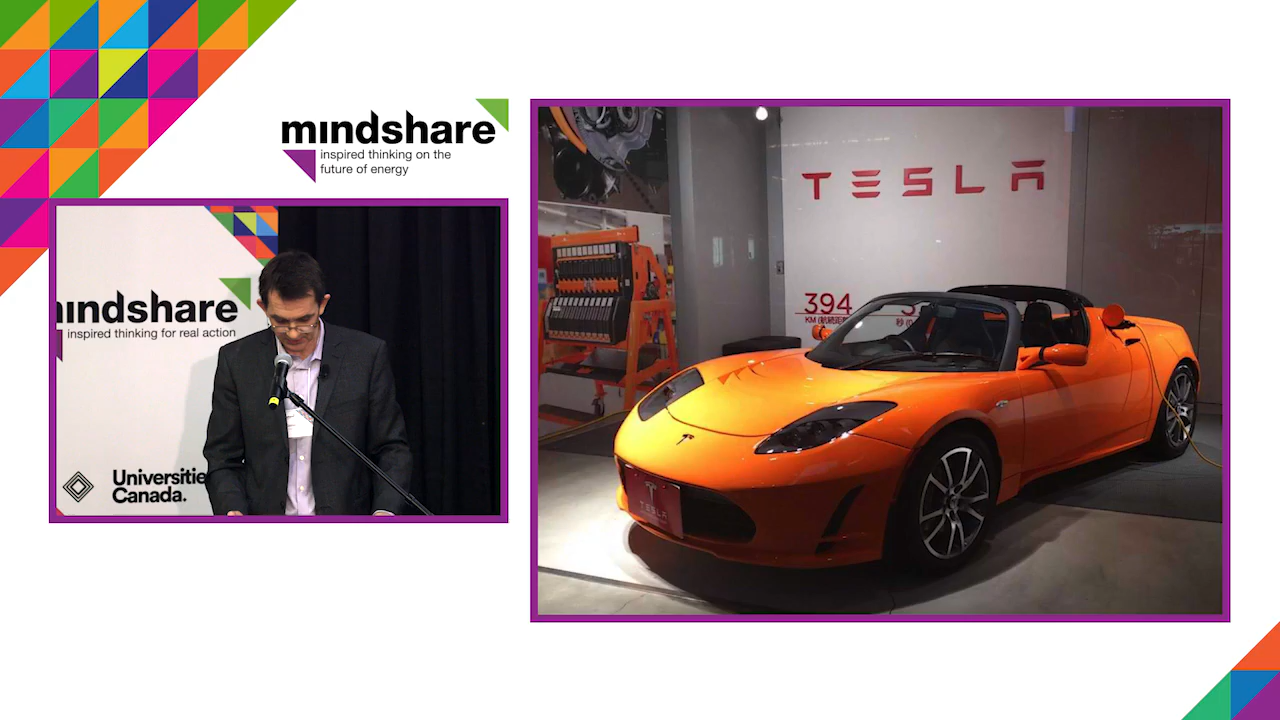 mindshare
inspired thinking on the
future of energy
mindshare
inspired thinking for real action
Universitie
Canada.
TESLA
394
KM
TESLA